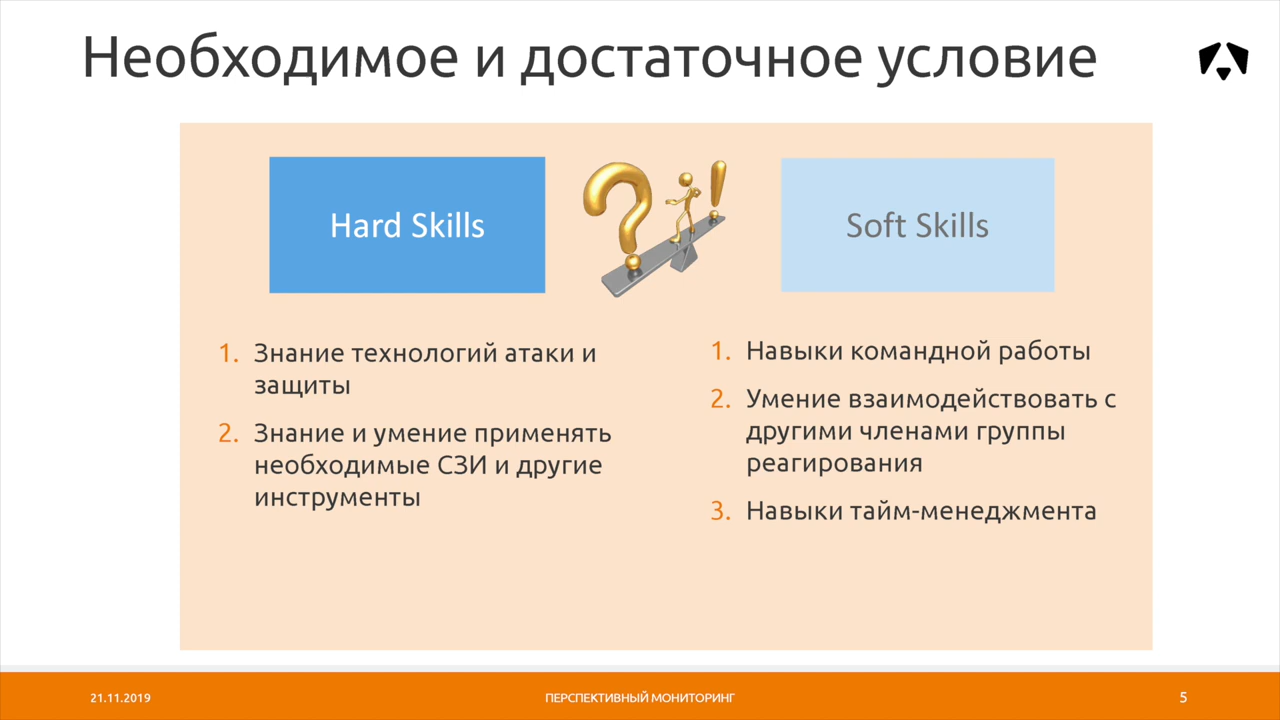 Необходимое и достаточное условие
Hard Skills
1. Знание технологий атаки и
защиты
2. Знание и умение применять
необходимые СЗИ и другие
инструменты
Soft Skills
1. Навыки командной работы
2. Умение взаимодействовать с
другими членами группы
реагирования
3. Навыки тайм-менеджмента
21.11.2019
ПЕРСПЕКТИВНЫЙ МОНИТОРИНГ
5